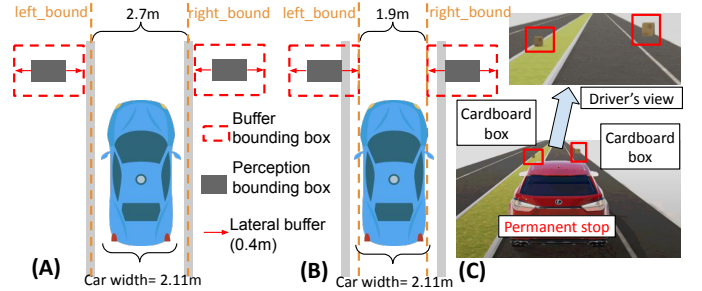 left_bound
2.7m
right_bound
left_bound
1.9m
right_bound
Driver's view
Cardboard
box
Cardboard
box
Buffer
bounding box
Perception
bounding box
Lateral buffer
(0.4m)
Permanent stop
(A)
(B)
(C)
Car width= 2.11m
Car width= 2.11m